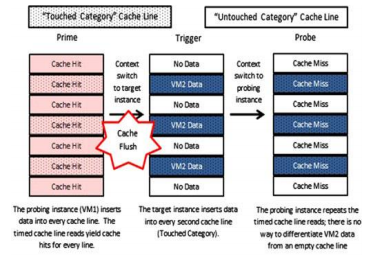 "Touched Category" Cache Line
"Untouched Category" Cache Line
Prime
Trigger
Probe
Cache Hit
Cache Hit
Cache Hit
Cache Hit
Cache Hit
Cache Hit
Cache Hit
Context
switch
to target
instance
Cache
Flush
No Data
VM2 Data
No Data
VM2 Data
No Data
VM2 Data
No Data
Context
switch to
probing
instance
Cache Miss
Cache Miss
Cache Miss
Cache Miss
Cache Miss
Cache Miss
Cache Miss
The probing instance (VM1) inserts
data into every cache line. The
timed cache line reads yield cache
hits for every line.
The target instance inserts data
into every second cache line
(Touched Category).
The probing instance repeats the
timed cache line reads; there is no
way to differentiate VM2 data
from an empty cache line